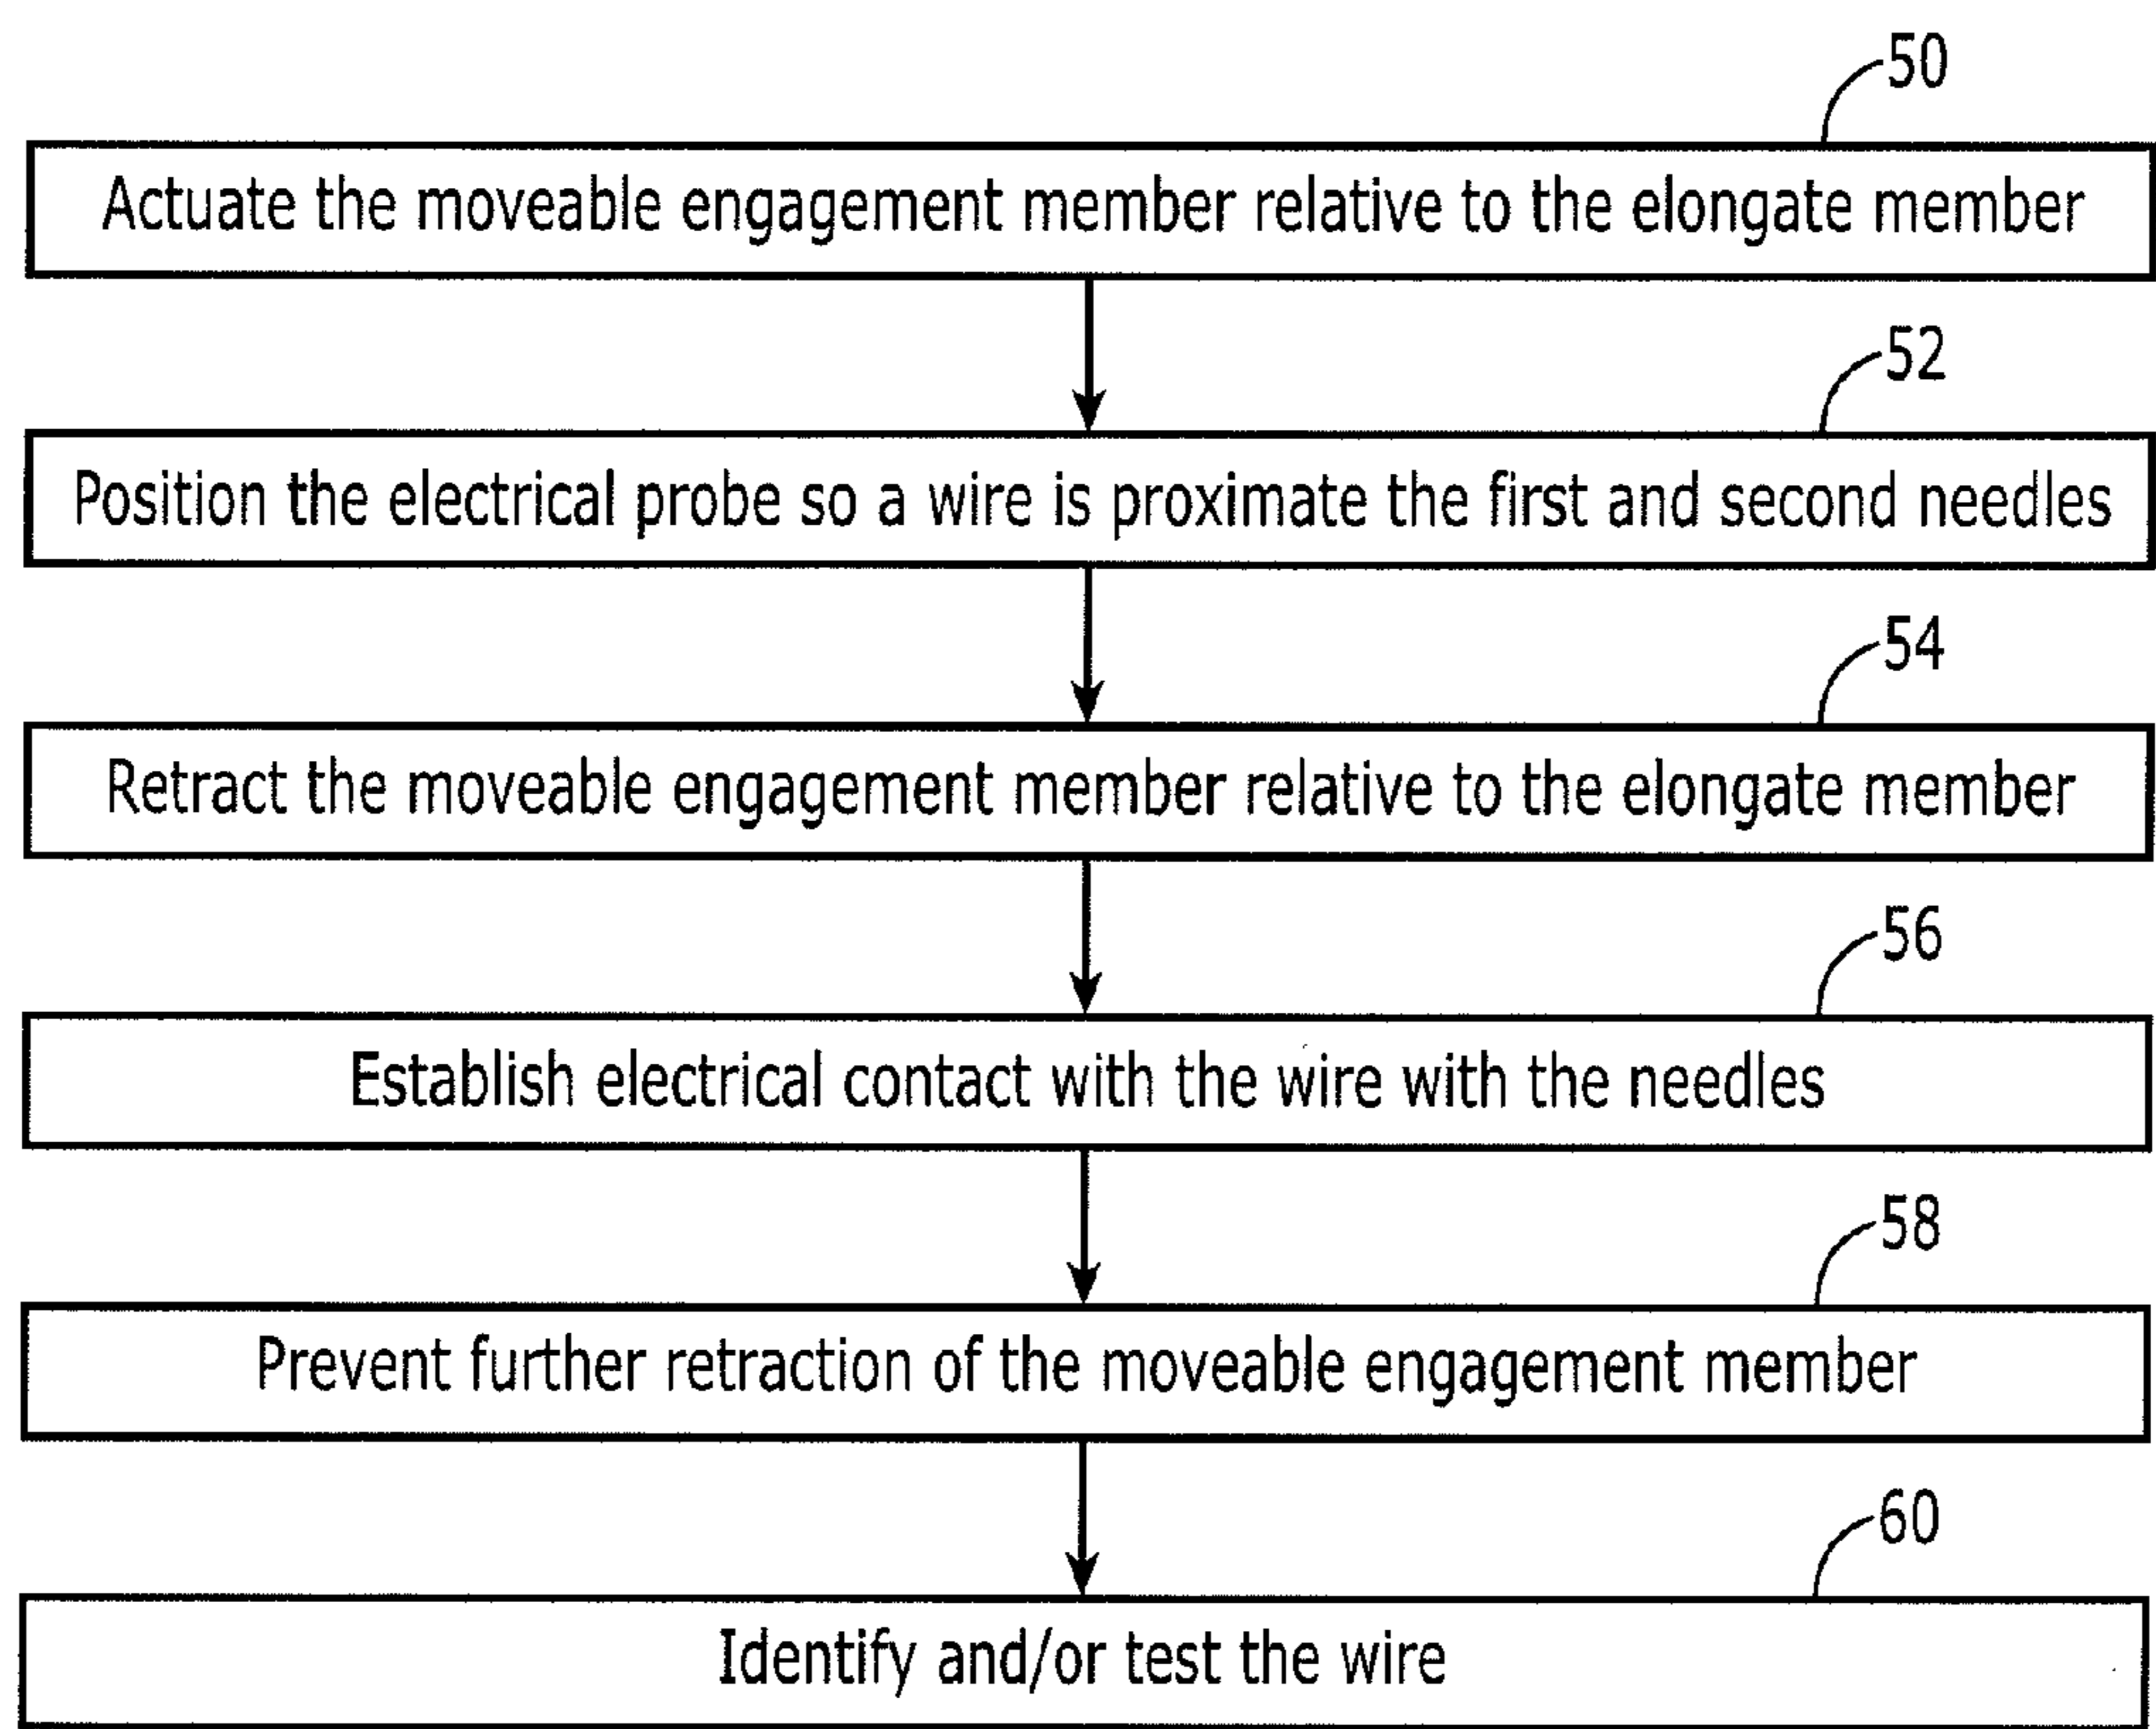 50
Actuate the moveable engagement member relative to the elongate member
52
Position the electrical probe so a wire is proximate the first and second needles
54
Retract the moveable engagement member relative to the elongate member
56
Establish electrical contact with the wire with the needles
58
Prevent further retraction of the moveable engagement member
60
Identify and/or test the wire